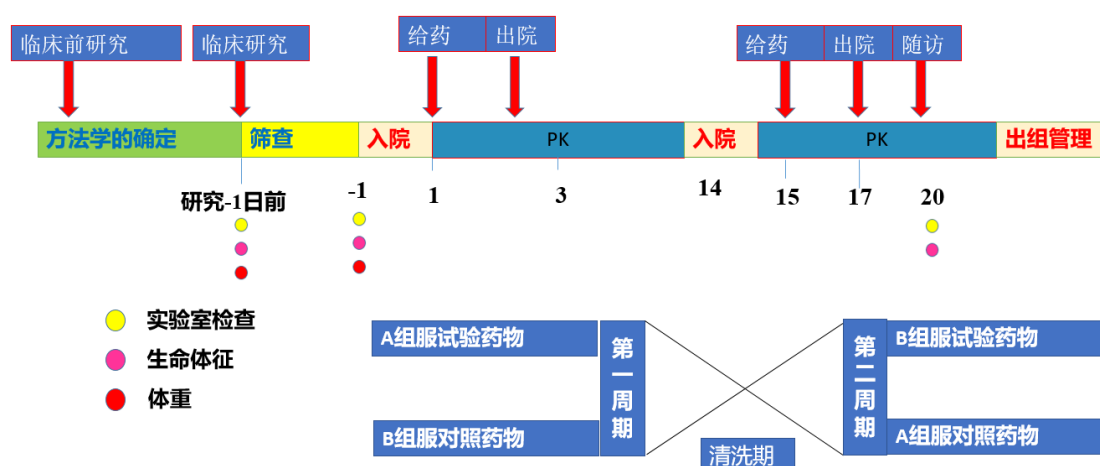 临床前研究
临床研究
给药
出院
给药
出院
随访
方法学的确定
筛查
入院
PK
入院
PK
出组管理
研究-1日前
-1
1
3
14
15
17
20
实验室检查
生命体征
体重
A组服试验药物
B组服对照药物
第一周期
清洗期
第二周期
B组服试验药物
A组服对照药物